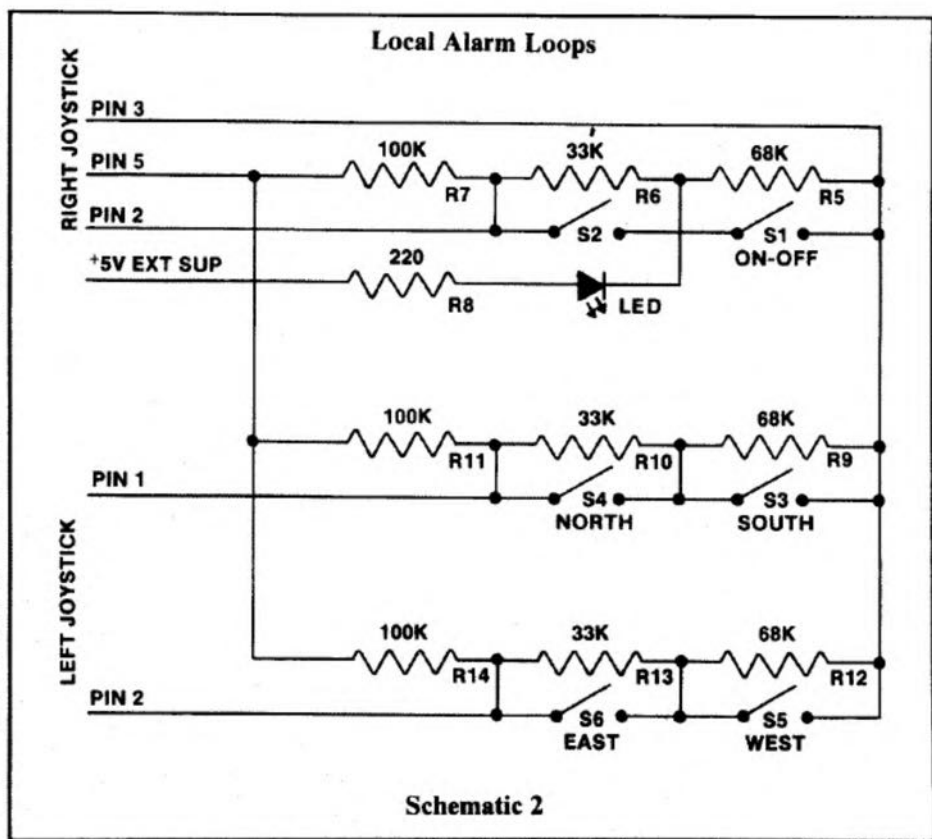 Local Alarm Loops
RIGHT JOYSTICK
PIN 3
PIN 5
100K
R7
33K
R6
68K
R5
PIN 2
S2
S1
ON-OFF
+5V EXT SUP
220
R8
LED
100K
R11
33K
R10
68K
R9
PIN 1
S4
NORTH
S3
SOUTH
LEFT JOYSTICK
100K
R14
33K
R13
68K
R12
PIN 2
S6
EAST
S5
WEST
Schematic 2